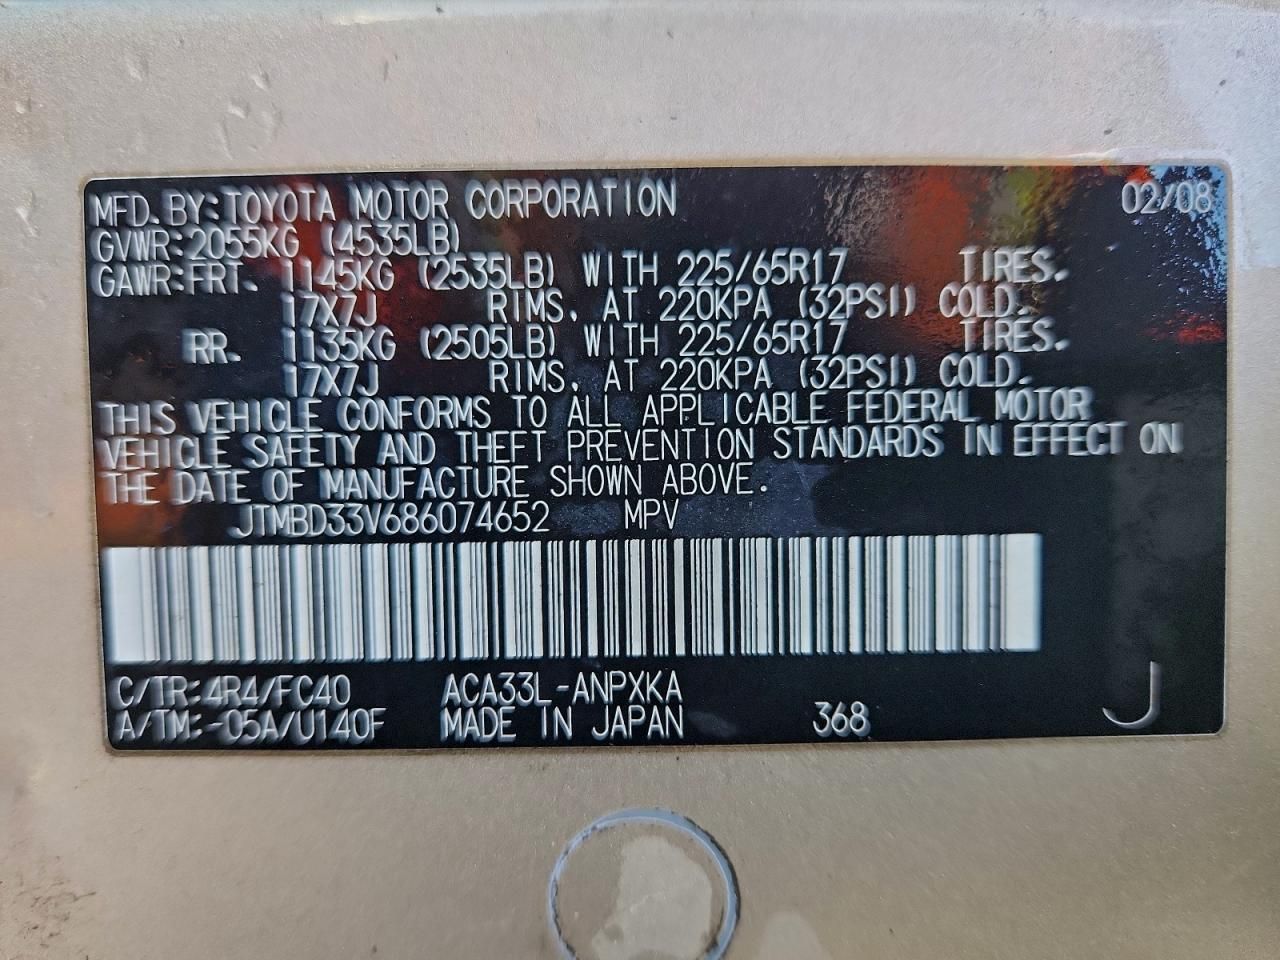 MFD. BY: TOYOTA MOTOR CORPORATION 02/08
GVWR: 2055KG (4535LB)
GAWR: FRT. 1145KG (2535LB) WITH 225/65R17 TIRES.
17X7J RIMS, AT 220KPA (32PSI) COLD.
RR. 1135KG (2505LB) WITH 225/65R17 TIRES.
17X7J RIMS, AT 220KPA (32PSI) COLD.
THIS VEHICLE CONFORMS TO ALL APPLICABLE FEDERAL MOTOR
VEHICLE SAFETY AND THEFT PREVENTION STANDARDS IN EFFECT ON
THE DATE OF MANUFACTURE SHOWN ABOVE.
JTMBD33V686074652 MPV
C/TR: 4R4/FC40 ACA33L-ANPXKA
A/TM: -05A/U140F MADE IN JAPAN 368 J